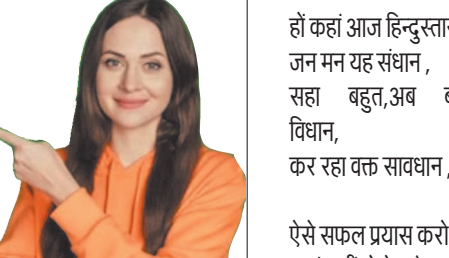 हों कहां आज
जन मन यह संधान ,
सहा बहुत,अब
विधान,
कर रहा वक्त सावधान ,
ऐसे सफल प्रयास करो